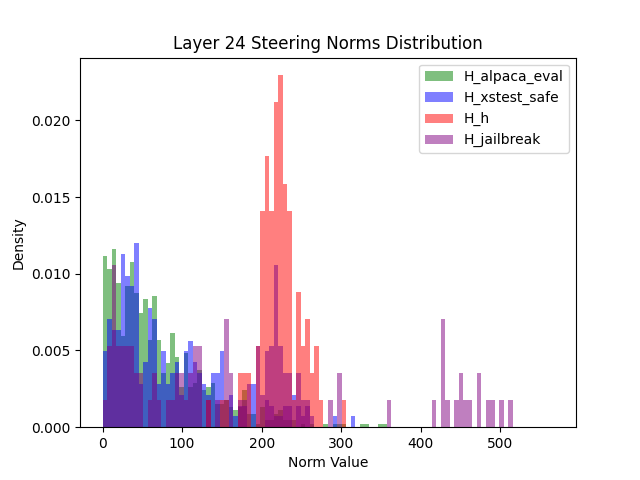 Layer 24 Steering Norms Distribution
H_alpaca_eval
H_xstest_safe
H_h
H_jailbreak
Density
0.020
0.015
0.010
0.005
0.000
0
100
200
300
400
500
Norm Value